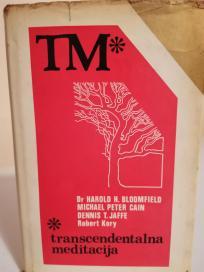 TM*
Dr HAROLD H. BLOOMFIELD
MICHAEL PETER CAIN
DENNIS T. JAFFE
Robert Kory
* transcendentalna
meditacija